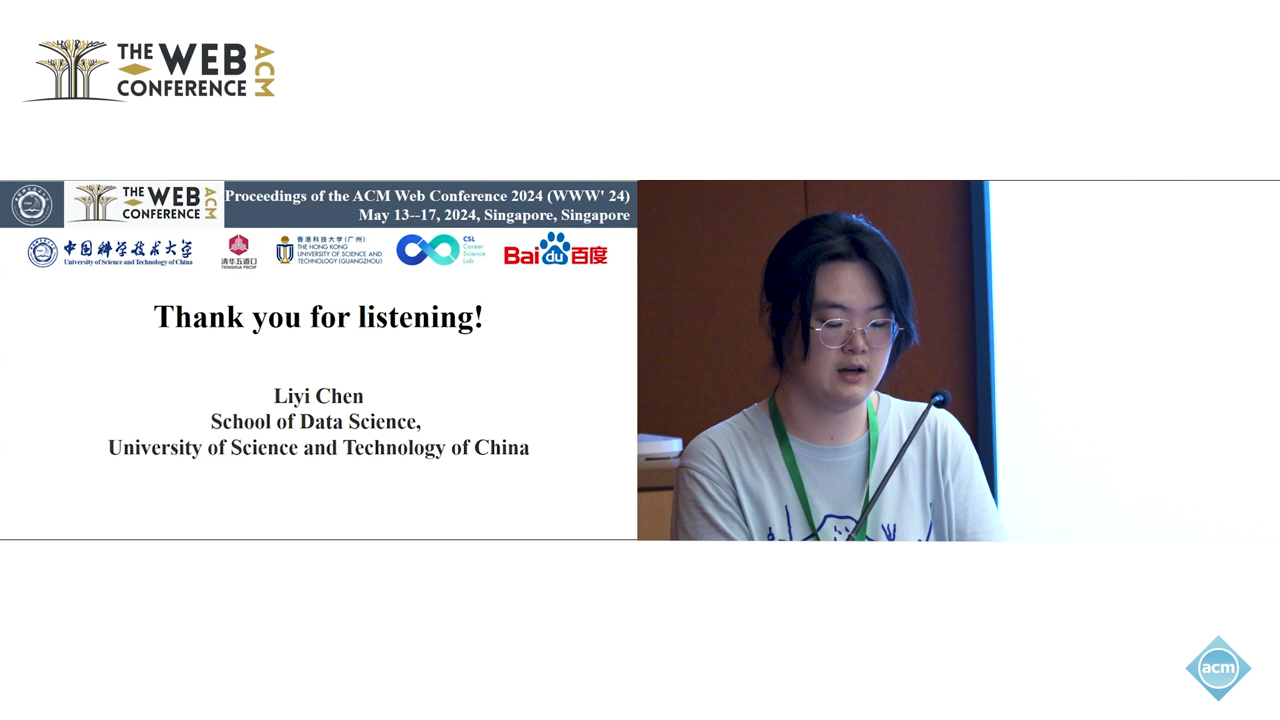 THE WEB
CONFERENCE
ACM
THE WEB
CONFERENCE
ACM
Proceedings of the ACM Web Conference 2024 (WWW' 24)
May 13--17, 2024, Singapore, Singapore
中国科学技术大学
University of Science and Technology of China
清华五道口
TSINGHUA PBCSF
香港科技大学(广州)
THE HONG KONG
UNIVERSITY OF SCIENCE AND
TECHNOLOGY (GUANGZHOU)
CSL
Career
Science
Lab
Bai du 百度
Thank you for listening!
Liyi Chen
School of Data Science,
University of Science and Technology of China
acm